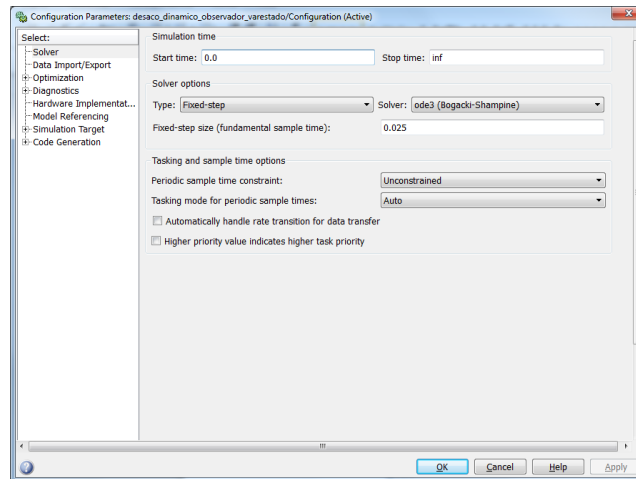 Configuration Parameters: desaco_dinamico_observador_varestado/Configuration (Active)
Select:
Solver
Data Import/Export
Optimization
Diagnostics
Hardware Implementat...
Model Referencing
Simulation Target
Code Generation
Simulation time
Start time: 0.0 Stop time: inf
Solver options
Type: Fixed-step Solver: ode3 (Bogacki-Shampine)
Fixed-step size (fundamental sample time): 0.025
Tasking and sample time options
Periodic sample time constraint: Unconstrained
Tasking mode for periodic sample times: Auto
Automatically handle rate transition for data transfer
Higher priority value indicates higher task priority
OK Cancel Help Apply